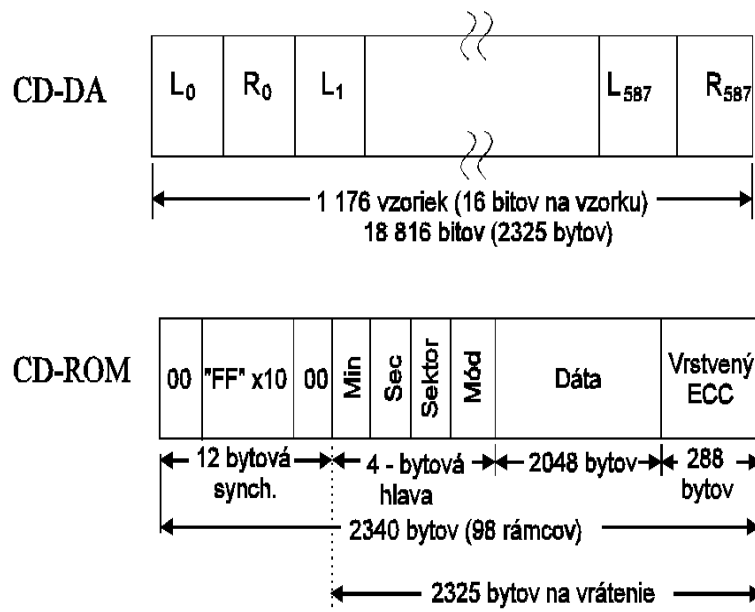 CD-DA
L0 R0 L1 L587 R587
1 176 vzoriek (16 bitov na vzorku)
18 816 bitov (2325 bytov)
CD-ROM
00 "FF" x10 00 Min Sec Sektor Mód Dáta Vrstvený ECC
12 bytová synch. 4 - bytová hlava 2048 bytov 288 bytov
2340 bytov (98 rámcov)
2325 bytov na vrátenie